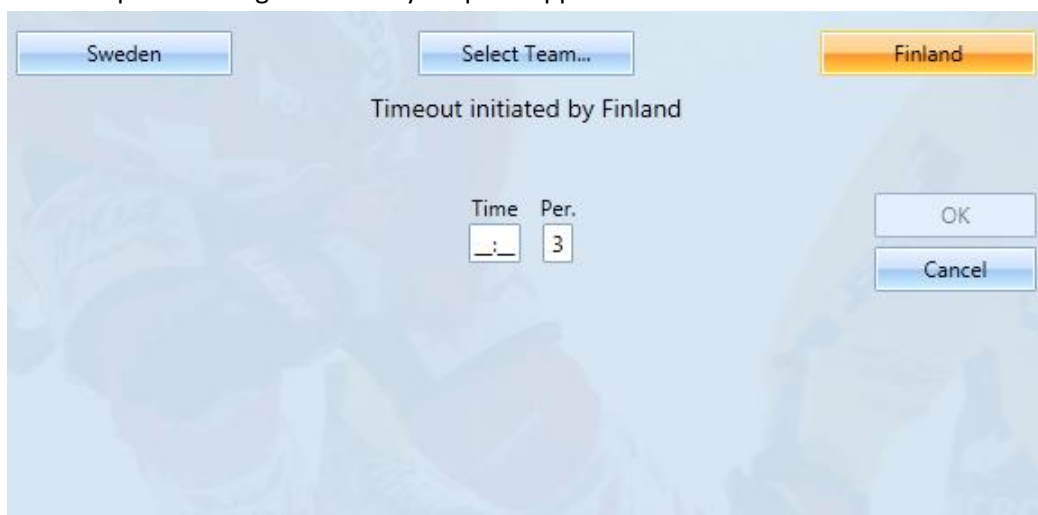 Sweden Select Team... Finland
Timeout initiated by Finland
Time Per.
OK
_:_ 3
Cancel